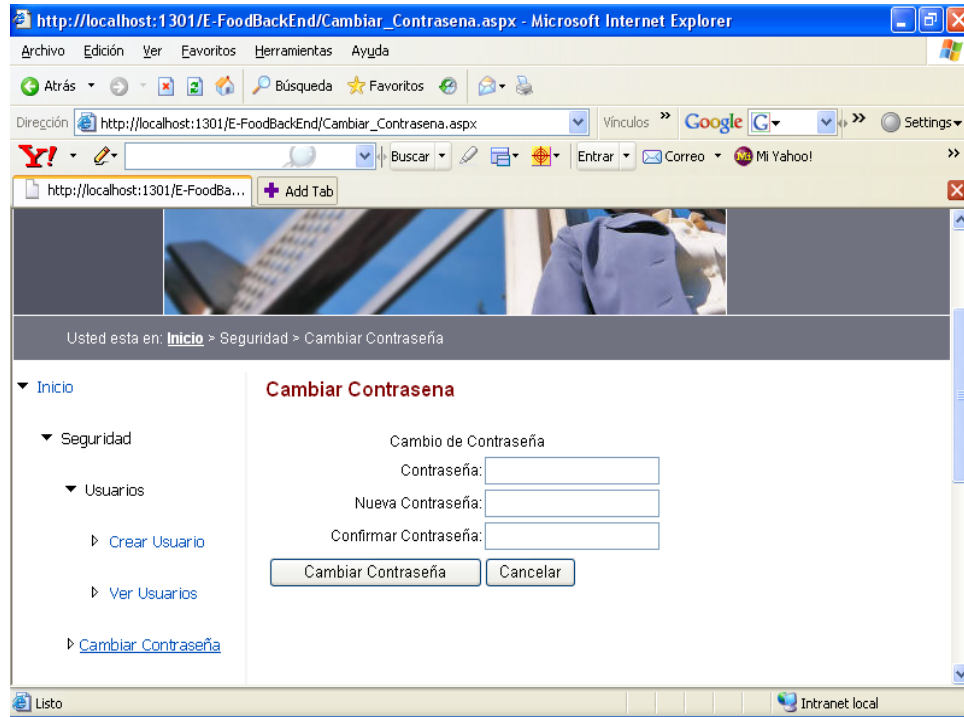 http://localhost:1301/E-FoodBackEnd/Cambiar_Contrasena.aspx - Microsoft Internet Explorer
Archivo Edición Ver Favoritos Herramientas Ayuda
Atrás Búsqueda Favoritos
Dirección http://localhost:1301/E-FoodBackEnd/Cambiar_Contrasena.aspx Vínculos » Google G Settings
Y! Buscar Entrar Correo Mi Yahoo! »
http://localhost:1301/E-FoodBa... Add Tab
Usted esta en: Inicio > Seguridad > Cambiar Contraseña
Inicio
Seguridad
Usuarios
Crear Usuario
Ver Usuarios
Cambiar Contraseña
Cambiar Contrasena
Cambio de Contraseña
Contraseña:
Nueva Contraseña:
Confirmar Contraseña:
Cambiar Contraseña Cancelar
Listo Intranet local